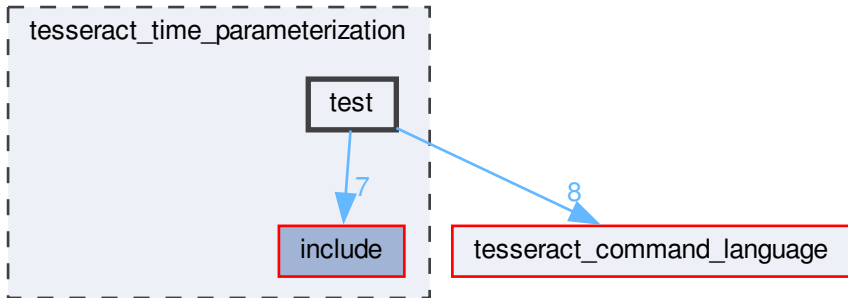 tesseract_time_parameterization
test
7
8
include
tesseract_command_language